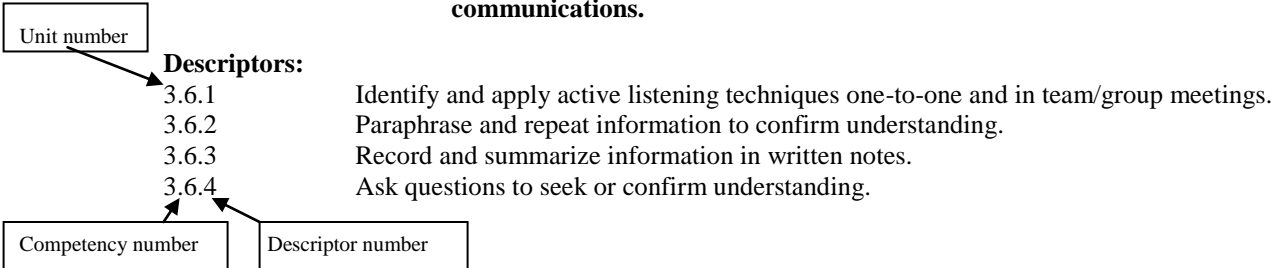 communications.
Unit number
Descriptors:
3.6.1 Identify and apply active listening techniques one-to-one and in team/group meetings.
3.6.2 Paraphrase and repeat information to confirm understanding.
3.6.3 Record and summarize information in written notes.
3.6.4 Ask questions to seek or confirm understanding.
Competency number
Descriptor number